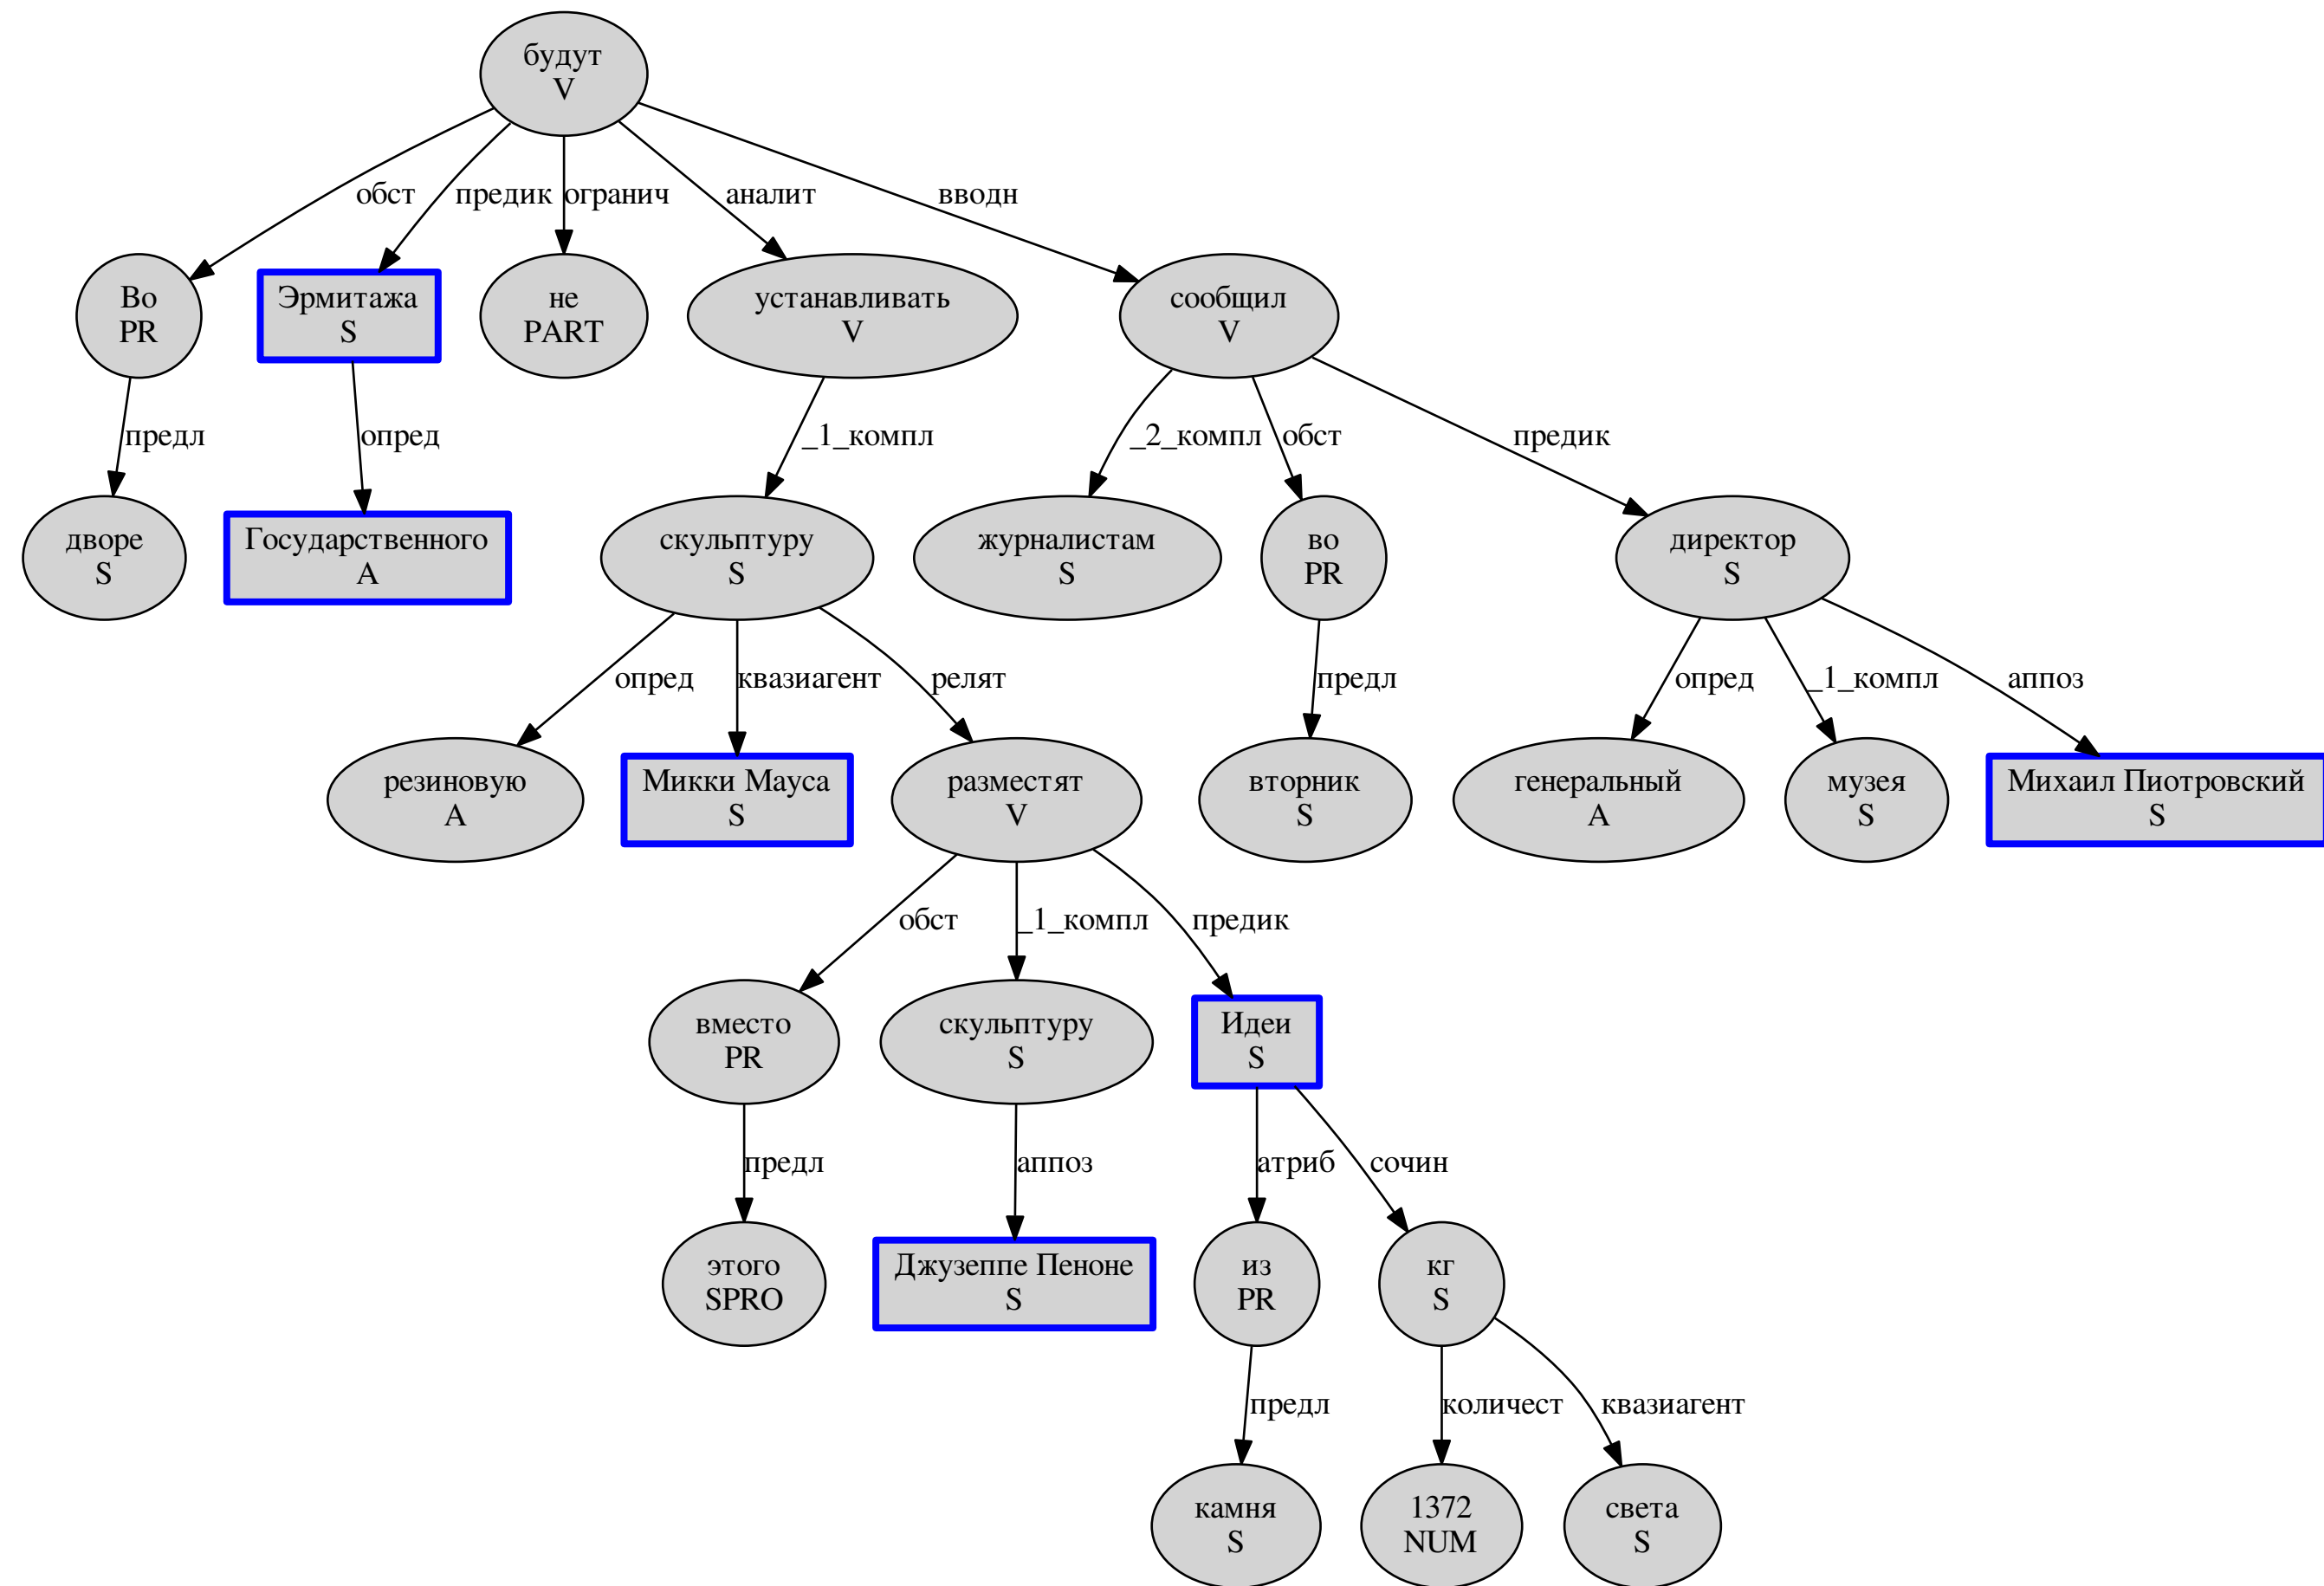 будут
V
обст
предик
огранич
аналит
вводн
Во
PR
Эрмитажа
S
не
PART
устанавливать
V
сообщил
V
предл
опред
_1_компл
_2_компл
обст
предик
дворе
S
Государственного
A
скульптуру
S
журналистам
S
во
PR
директор
S
опред
квазиагент
релят
предл
опред
_1_компл
аппоз
резиновую
A
Микки Мауса
S
разместят
V
вторник
S
генеральный
A
музея
S
Михаил Пиотровский
S
обст
_1_компл
предик
вместо
PR
скульптуру
S
Идеи
S
предл
аппоз
атриб
сочин
этого
SPRO
Джузеппе Пеноне
S
из
PR
кг
S
предл
количест
квазиагент
камня
S
1372
NUM
света
S